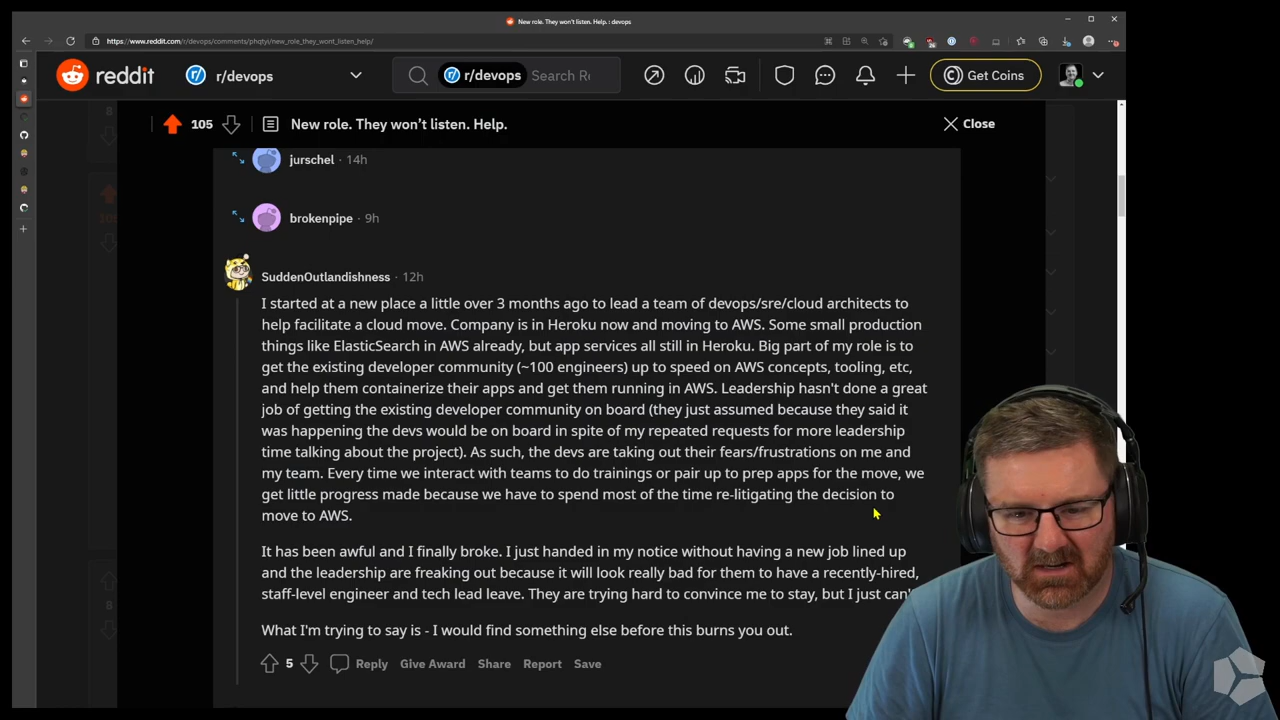 New role. They won't listen. Help. : devops
https://www.reddit.com/r/devops/comments/phqtyi/new_role_they_wont_listen_help/
reddit
r/devops
r/devops Search Re
Get Coins
8
105
New role. They won't listen. Help.
Close
jurschel · 14h
brokenpipe · 9h
SuddenOutlandishness · 12h
I started at a new place a little over 3 months ago to lead a team of devops/sre/cloud architects to
help facilitate a cloud move. Company is in Heroku now and moving to AWS. Some small production
things like ElasticSearch in AWS already, but app services all still in Heroku. Big part of my role is to
get the existing developer community (~100 engineers) up to speed on AWS concepts, tooling, etc,
and help them containerize their apps and get them running in AWS. Leadership hasn't done a great
job of getting the existing developer community on board (they just assumed because they said it
was happening the devs would be on board in spite of my repeated requests for more leadership
time talking about the project). As such, the devs are taking out their fears/frustrations on me and
my team. Every time we interact with teams to do trainings or pair up to prep apps for the move, we
get little progress made because we have to spend most of the time re-litigating the decision to
move to AWS.
It has been awful and I finally broke. I just handed in my notice without having a new job lined up
and the leadership are freaking out because it will look really bad for them to have a recently-hired,
staff-level engineer and tech lead leave. They are trying hard to convince me to stay, but I just can'
What I'm trying to say is - I would find something else before this burns you out.
5
Reply
Give Award
Share
Report
Save
8